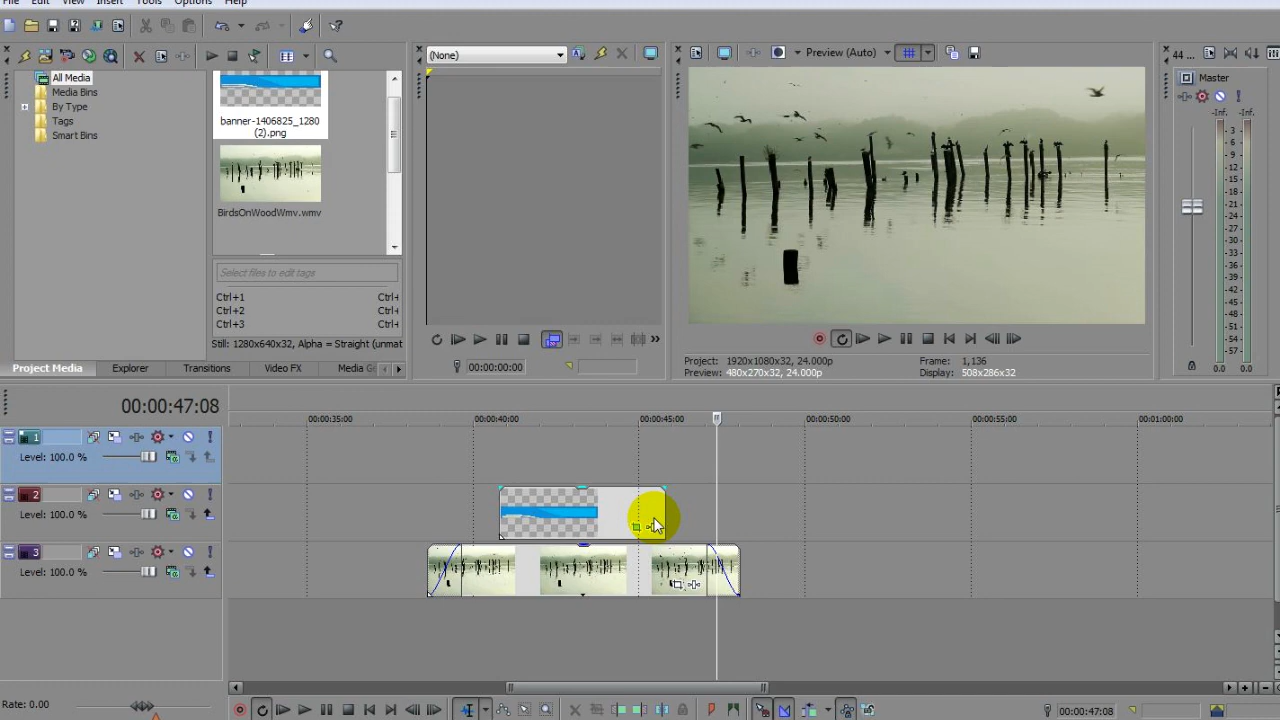 File Edit View Insert Tools Options Help
All Media
Media Bins
By Type
Tags
Smart Bins
banner-1406825_1280
(2).png
BirdsOnWoodWmv.wmv
Select files to edit tags
Ctrl+1 Ctrl+
Ctrl+2 Ctrl+
Ctrl+3 Ctrl+
Still: 1280x640x32, Alpha = Straight (unmat
Project Media Explorer Transitions Video FX Media G
(None)
00:00:00:00
Preview (Auto)
Project: 1920x1080x32, 24.000p
Preview: 480x270x32, 24.000p
Frame: 1,136
Display: 508x286x32
44...
Master
-Inf. -Inf.
- 3 -
- 6 -
- 9 -
-12-
-15-
-18-
-21-
-24-
-27-
-30-
-33-
-36-
-39-
-42-
-45-
-48-
-51-
-54-
-57-
0.0 0.0
00:00:47:08
00:00:35:00 00:00:40:00 00:00:45:00 00:00:50:00 00:00:55:00 00:01:00:00
1
Level: 100.0 %
2
Level: 100.0 %
3
Level: 100.0 %
Rate: 0.00
00:00:47:08